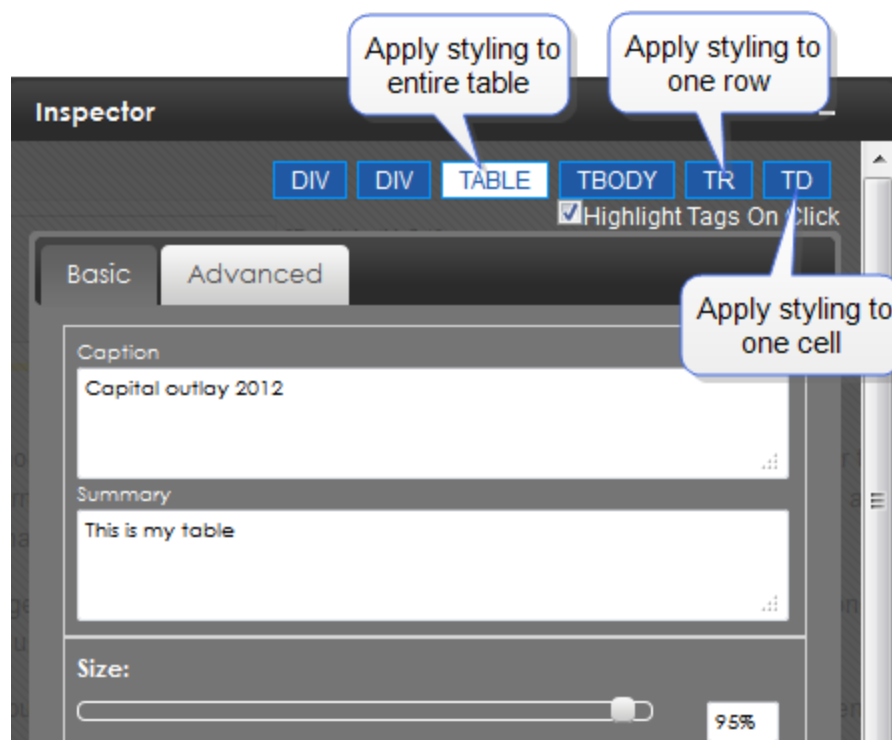 Apply styling to
entire table
Apply styling to
one row
Inspector
DIV DIV TABLE TBODY TR TD
Highlight Tags On Click
Basic Advanced
Apply styling to
one cell
Caption
Capital outlay 2012
Summary
This is my table
Size:
95%